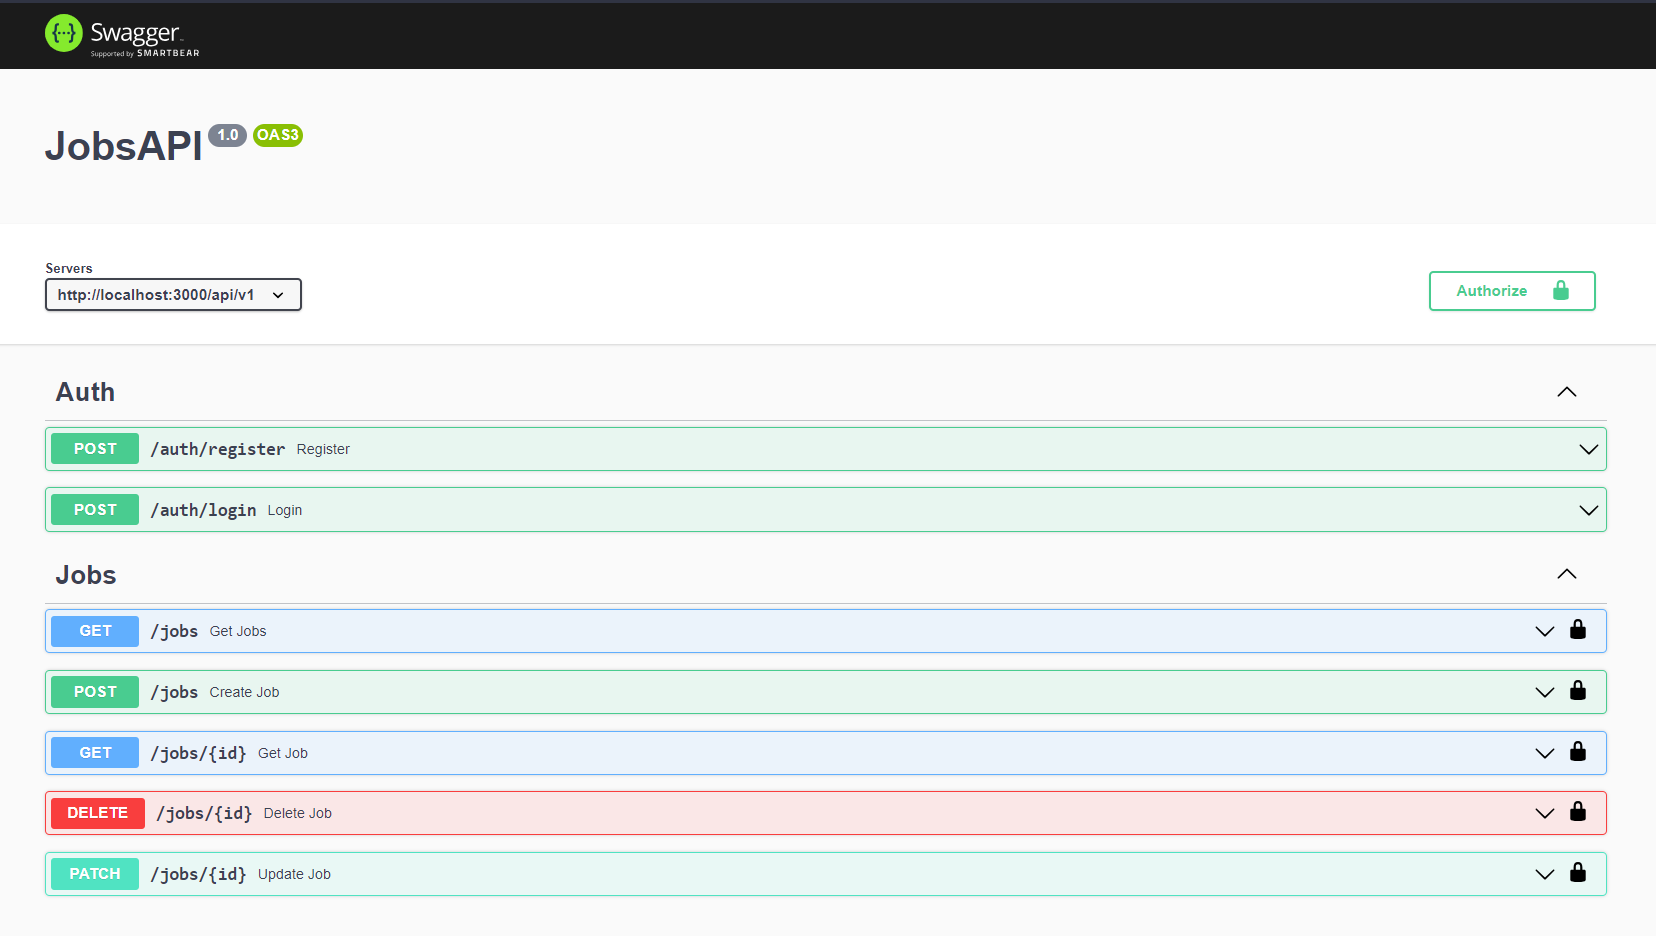 Swagger
Supported by SMARTBEAR
JobsAPI 1.0 OAS3
Servers
http://localhost:3000/api/v1
Authorize
Auth
POST /auth/register Register
POST /auth/login Login
Jobs
GET /jobs Get Jobs
POST /jobs Create Job
GET /jobs/{id} Get Job
DELETE /jobs/{id} Delete Job
PATCH /jobs/{id} Update Job